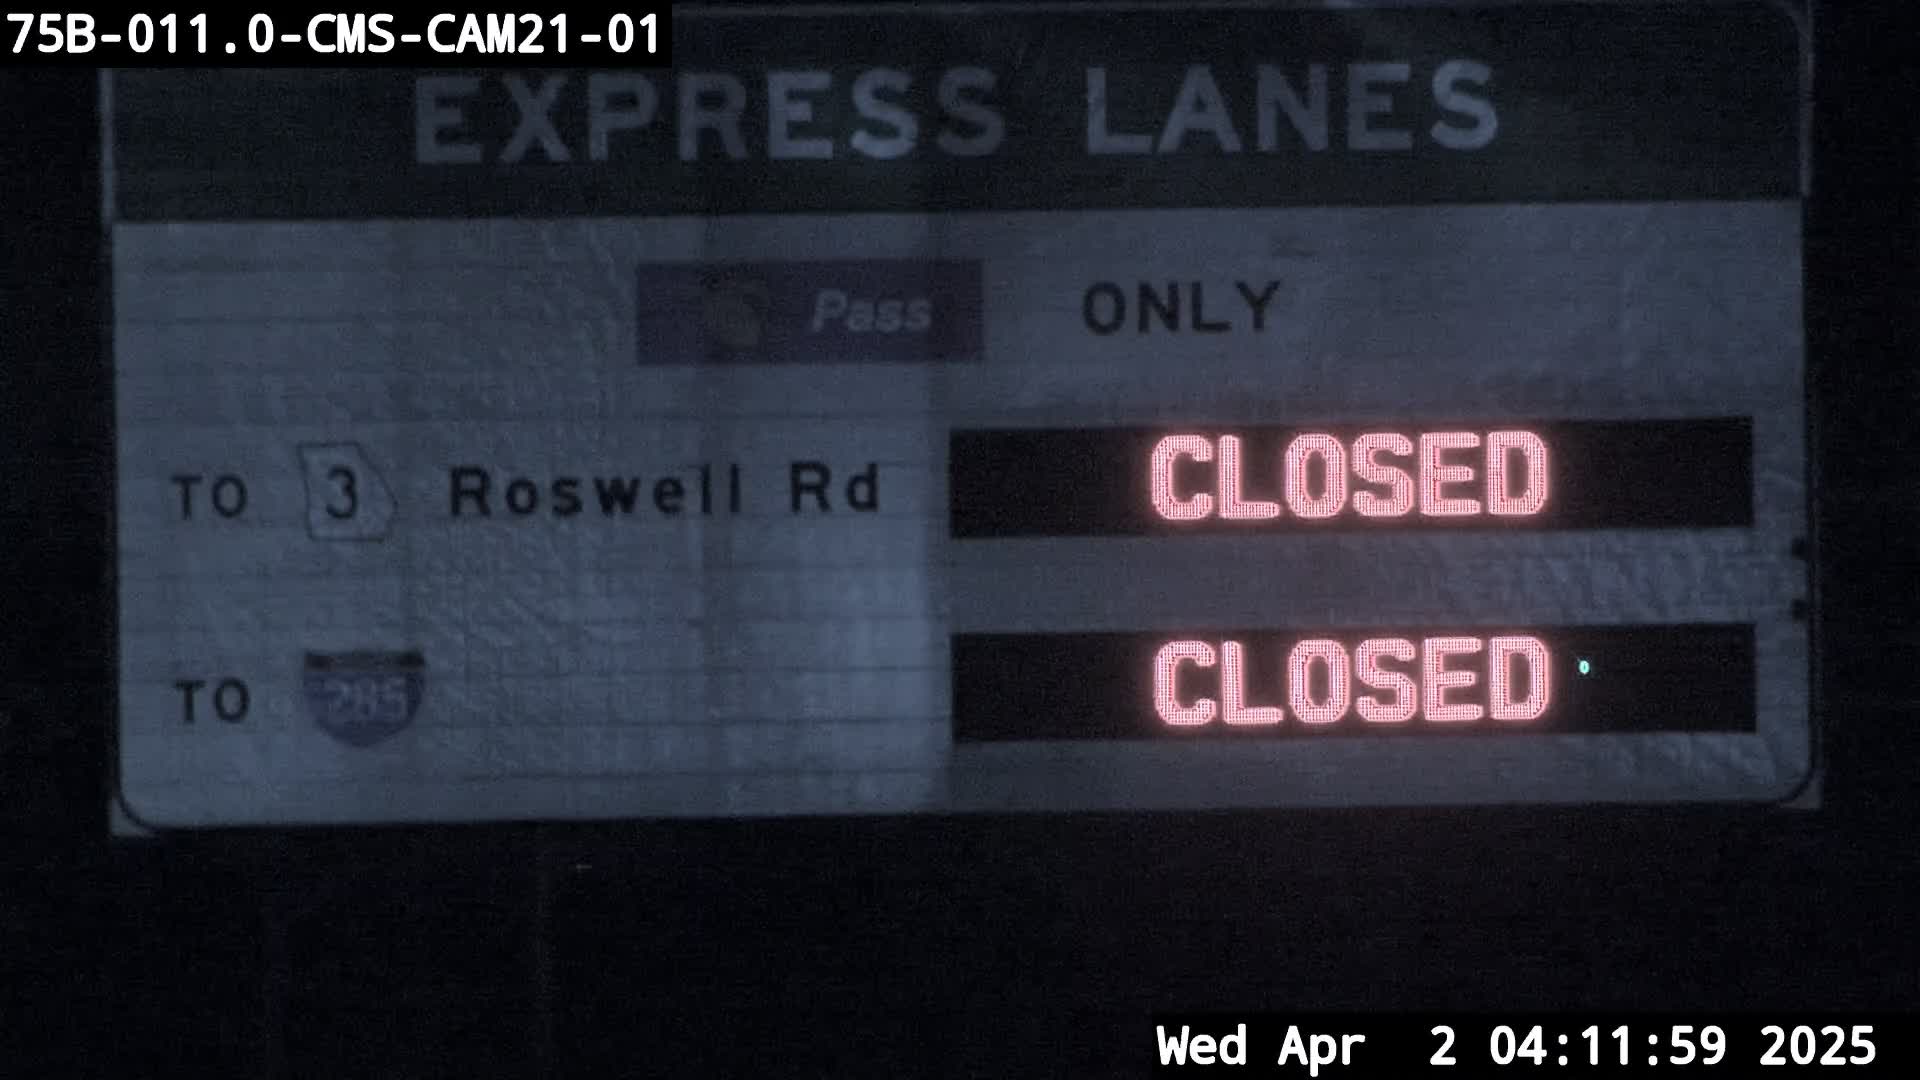 75B-011.0-CMS-CAM21-01
EXPRESS LANES
Pass ONLY
TO 3 Roswell Rd CLOSED
TO 285 CLOSED
Wed Apr 2 04:11:59 2025